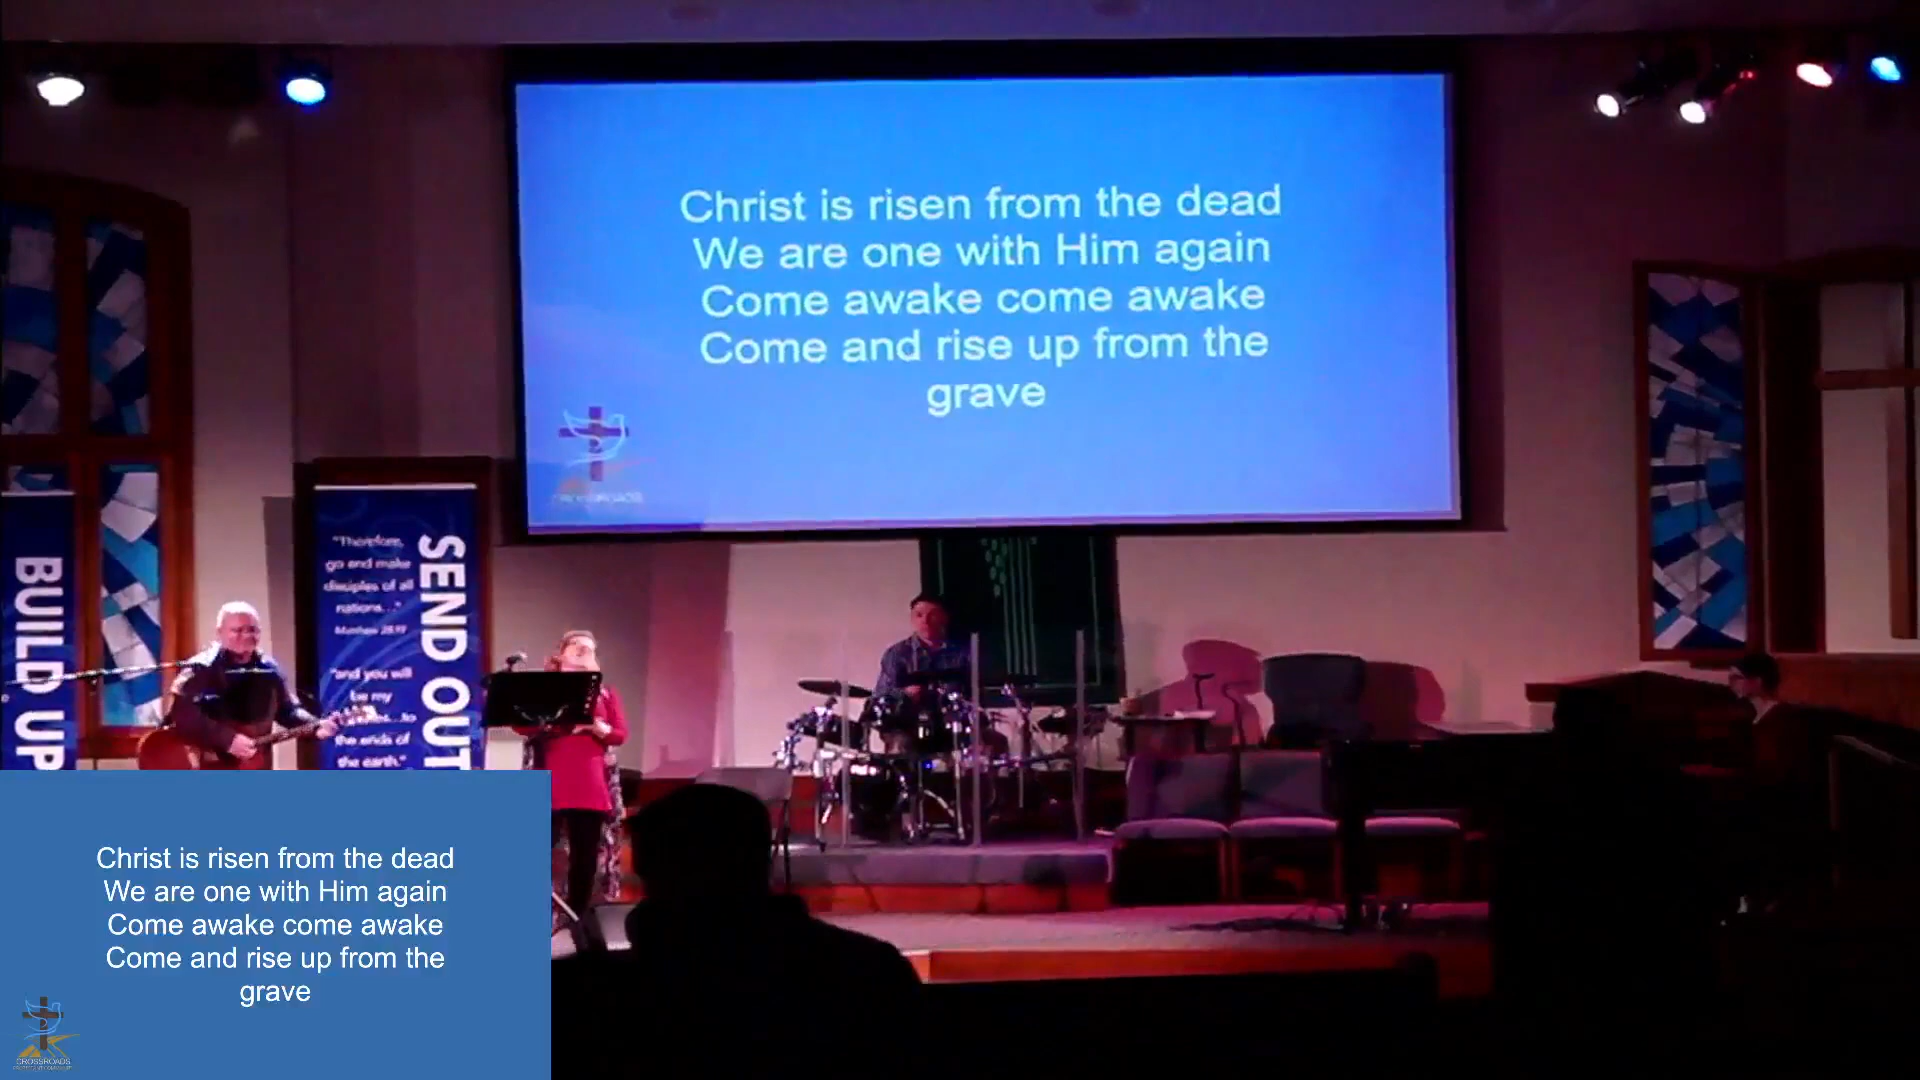 Christ is risen from the dead
We are one with Him again
Come awake come awake
Come and rise up from the
grave
CROSSROADS
BUILD UP
"Therefore,
go and make
disciples of all
nations..."
Matthew 28:19
"and you will
be my
...to
the ends of
the earth."
SEND OUT
Christ is risen from the dead
We are one with Him again
Come awake come awake
Come and rise up from the
grave
CROSSROADS